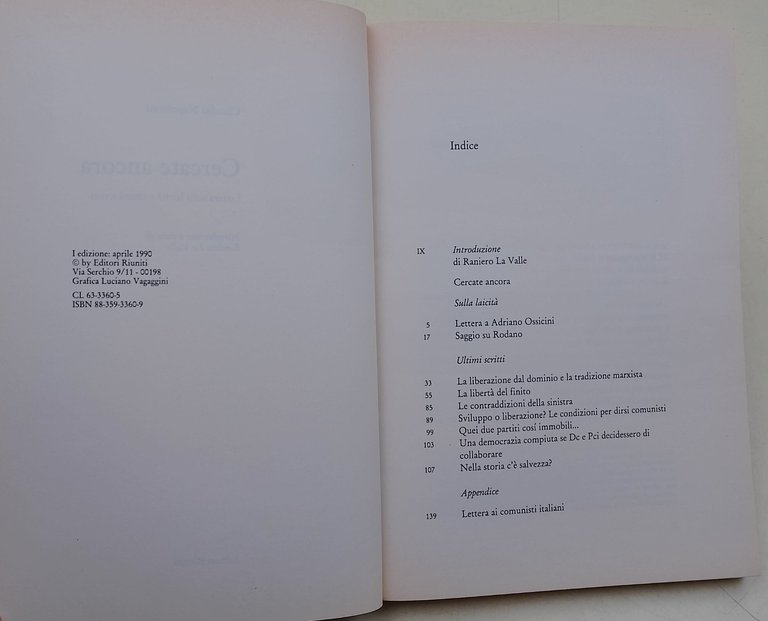 I edizione: aprile 1990
© by Editori Riuniti
Via Serchio 9/11 - 00198
Grafica Luciano Vagaggini
CL 63-3360-5
ISBN 88-359-3360-9
Cercate ancora
Indice
IX Introduzione
di Raniero La Valle
Cercate ancora
Sulla laicità
5 Lettera a Adriano Ossicini
17 Saggio su Rodano
Ultimi scritti
33 La liberazione dal dominio e la tradizione marxista
55 La libertà del finito
85 Le contraddizioni della sinistra
89 Sviluppo o liberazione? Le condizioni per dirsi comunisti
99 Quei due partiti cosí immobili...
103 Una democrazia compiuta se Dc e Pci decidessero di
collaborare
107 Nella storia c'è salvezza?
Appendice
139 Lettera ai comunisti italiani